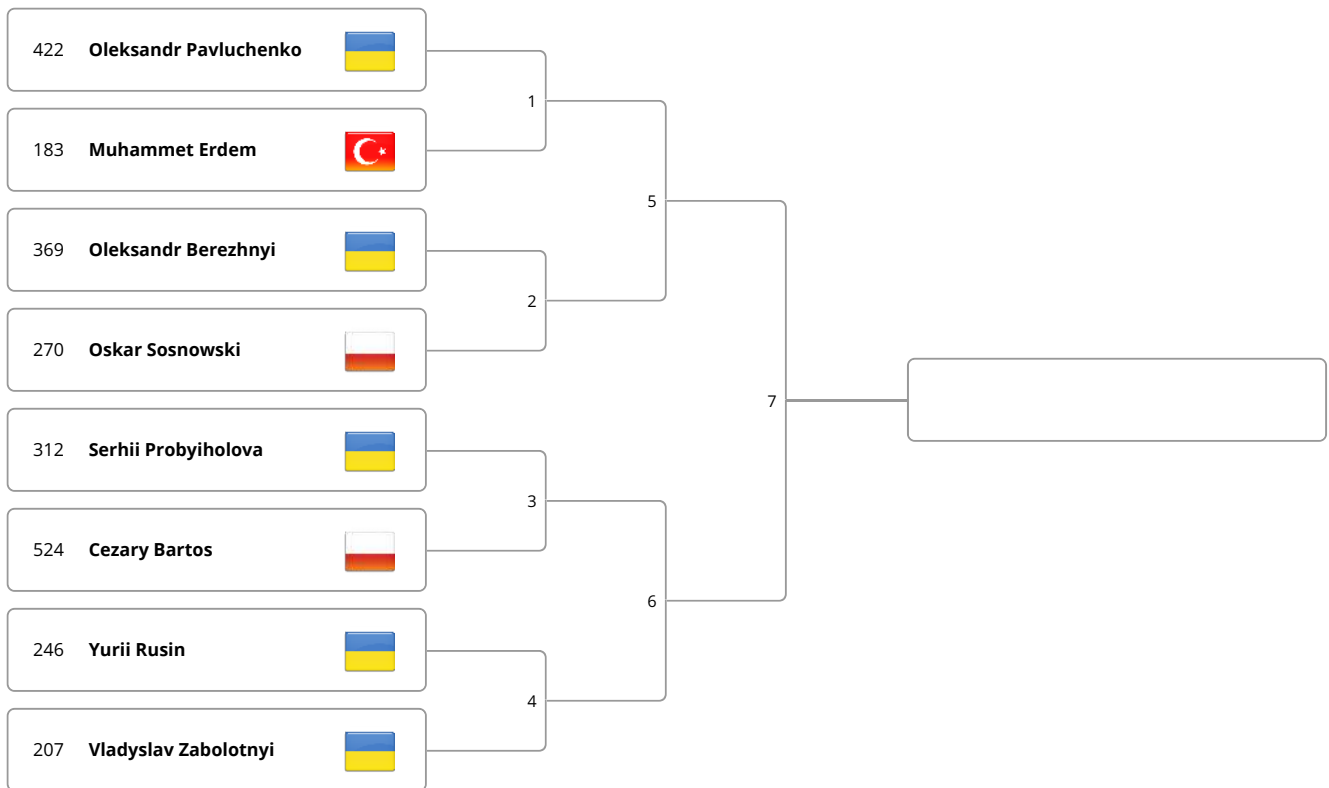 422 Oleksandr Pavluchenko
1
183 Muhammet Erdem
5
369 Oleksandr Berezhnyi
2
270 Oskar Sosnowski
7
312 Serhii Probyiholova
3
524 Cezary Bartos
6
246 Yurii Rusin
4
207 Vladyslav Zabolotnyi